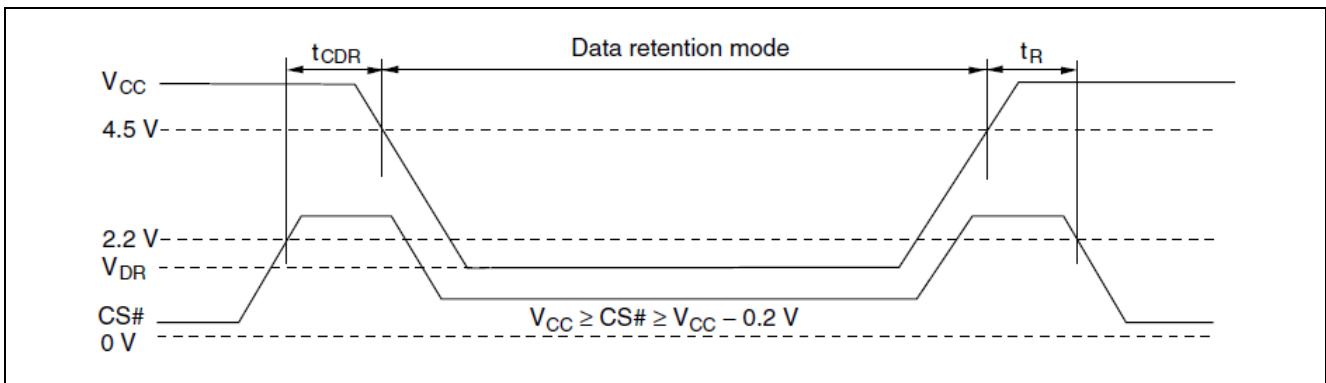 tCDR
Data retention mode
tR
VCC
4.5 V
2.2 V
VDR
CS#
VCC ≥ CS# ≥ VCC – 0.2 V
0 V